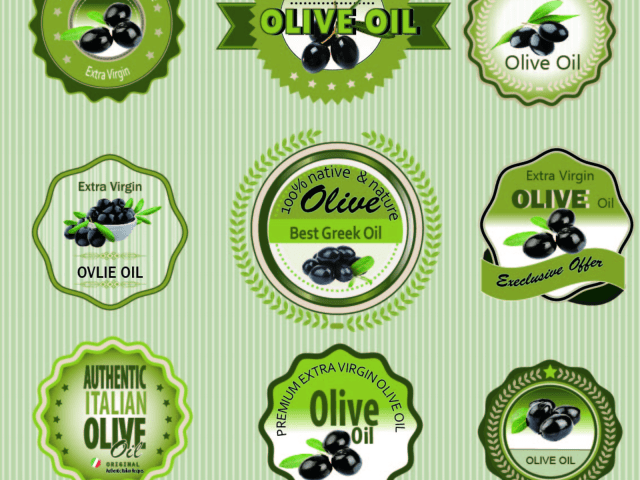 Extra Virgin
OLIVE OIL
Olive Oil
Extra Virgin
OVLIE OIL
100% native & nature
Olive
Best Greek Oil
Extra Virgin
OLIVE Oil
Execlusive Offer
AUTHENTIC
ITALIAN
OLIVE
Oil
ORIGINAL
Authentic Italian Recipes
PREMIUM EXTRA VIRGIN OLIVE OIL
Olive
Oil
OLIVE OIL